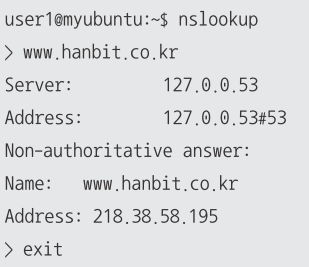 user1@myubuntu:~$ nslookup
> www.hanbit.co.kr
Server: 127.0.0.53
Address: 127.0.0.53#53
Non-authoritative answer:
Name: www.hanbit.co.kr
Address: 218.38.58.195
> exit